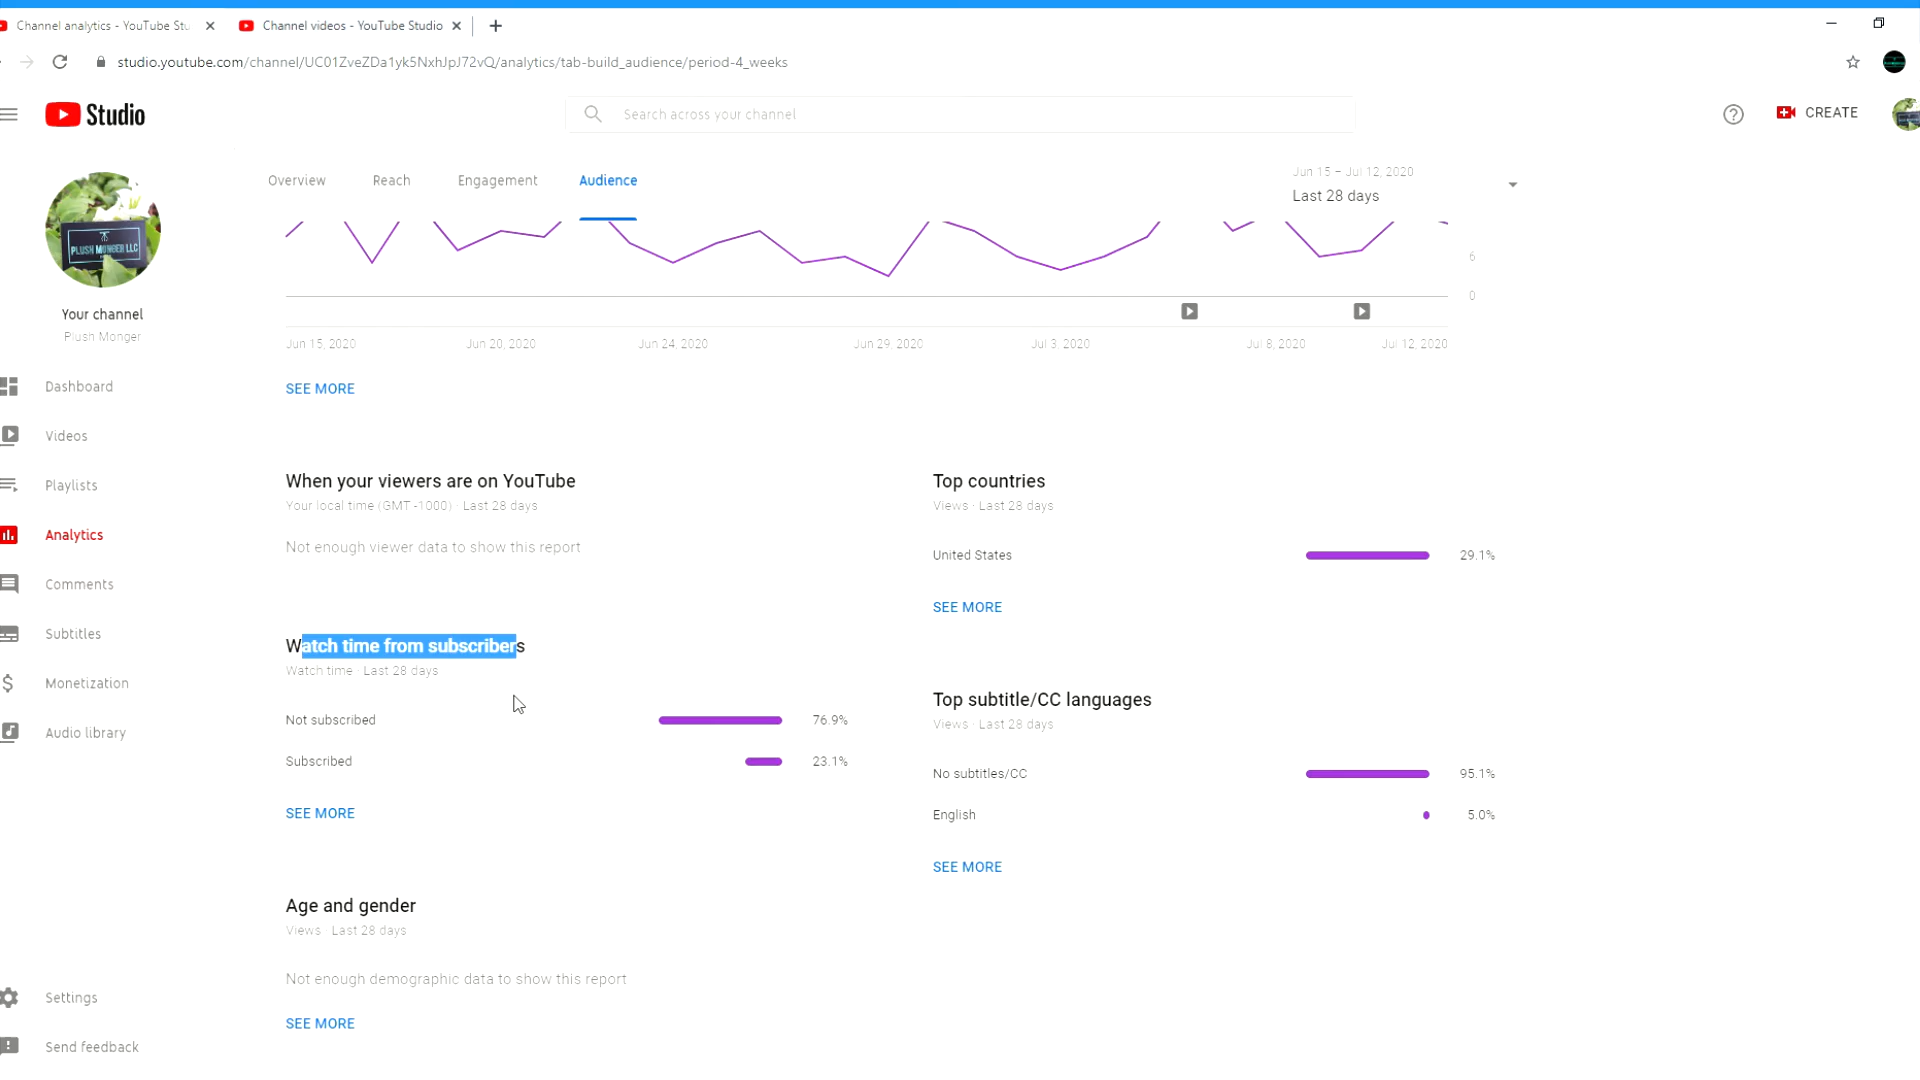 Channel analytics - YouTube Stu
Channel videos - YouTube Studio
studio.youtube.com/channel/UC01ZveZDa1yk5NxhJpJ72vQ/analytics/tab-build_audience/period-4_weeks
Studio
Search across your channel
CREATE
Overview
Reach
Engagement
Audience
Jun 15 – Jul 12, 2020
Last 28 days
PLUSH MONGER LLC
Your channel
Plush Monger
6
0
Jun 15, 2020
Jun 20, 2020
Jun 24, 2020
Jun 29, 2020
Jul 3, 2020
Jul 8, 2020
Jul 12, 2020
SEE MORE
Dashboard
Videos
Playlists
Analytics
Comments
Subtitles
Monetization
Audio library
Settings
Send feedback
When your viewers are on YouTube
Your local time (GMT -1000) · Last 28 days
Not enough viewer data to show this report
Top countries
Views · Last 28 days
United States 29.1%
SEE MORE
Watch time from subscribers
Watch time · Last 28 days
Not subscribed 76.9%
Subscribed 23.1%
SEE MORE
Top subtitle/CC languages
Views · Last 28 days
No subtitles/CC 95.1%
English 5.0%
SEE MORE
Age and gender
Views · Last 28 days
Not enough demographic data to show this report
SEE MORE